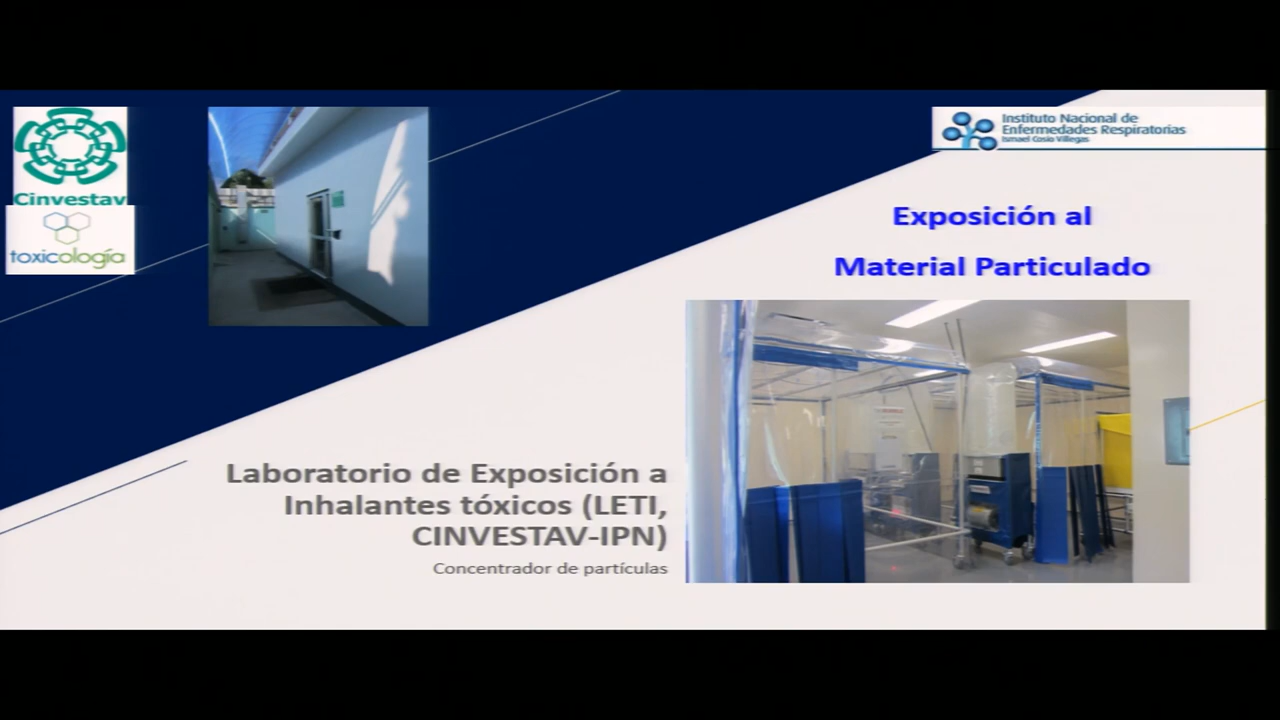 Cinvestav
toxicología
Instituto Nacional de
Enfermedades Respiratorias
Ismael Cosío Villegas
Exposición al
Material Particulado
Laboratorio de Exposición a
Inhalantes tóxicos (LETI,
CINVESTAV-IPN)
Concentrador de partículas